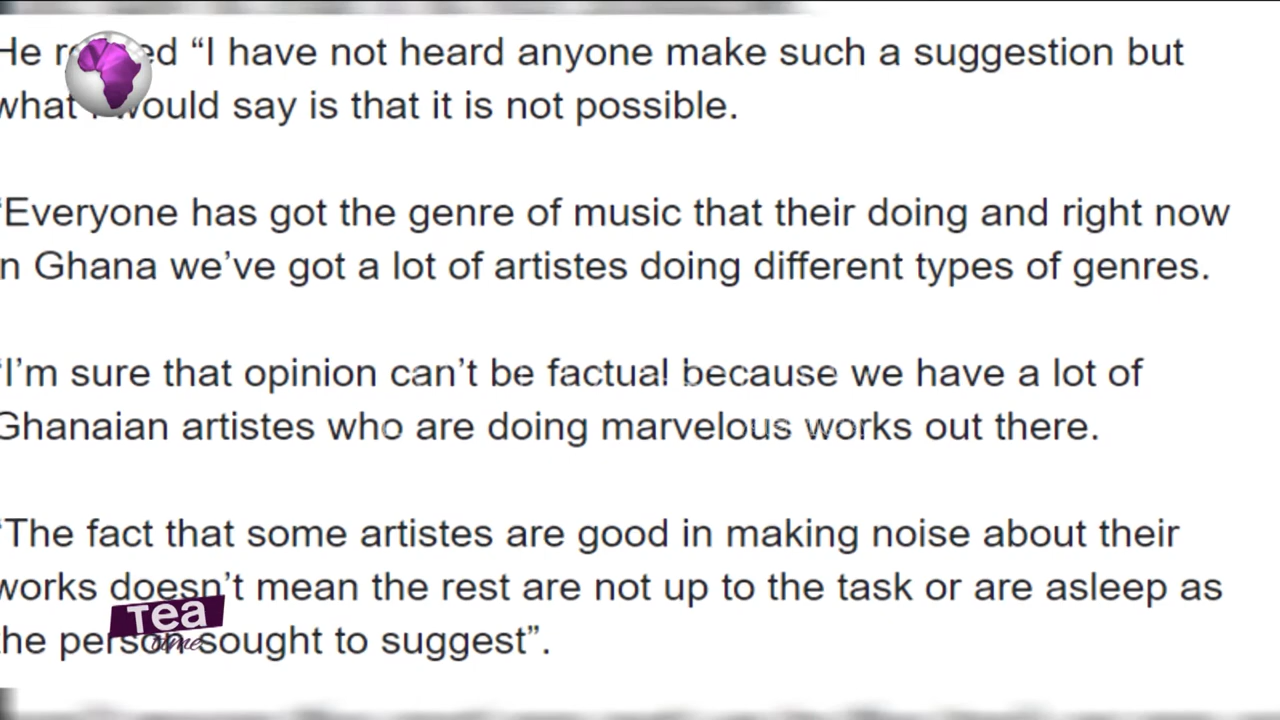 He “I have not heard anyone make such a suggestion but
what I would say is that it is not possible.
“Everyone has got the genre of music that their doing and right now
in Ghana we’ve got a lot of artistes doing different types of genres.
“I’m sure that opinion can’t be factual because we have a lot of
Ghanaian artistes who are doing marvelous works out there.
“The fact that some artistes are good in making noise about their
works doesn’t mean the rest are not up to the task or are asleep as
the person sought to suggest”.
Tea
time